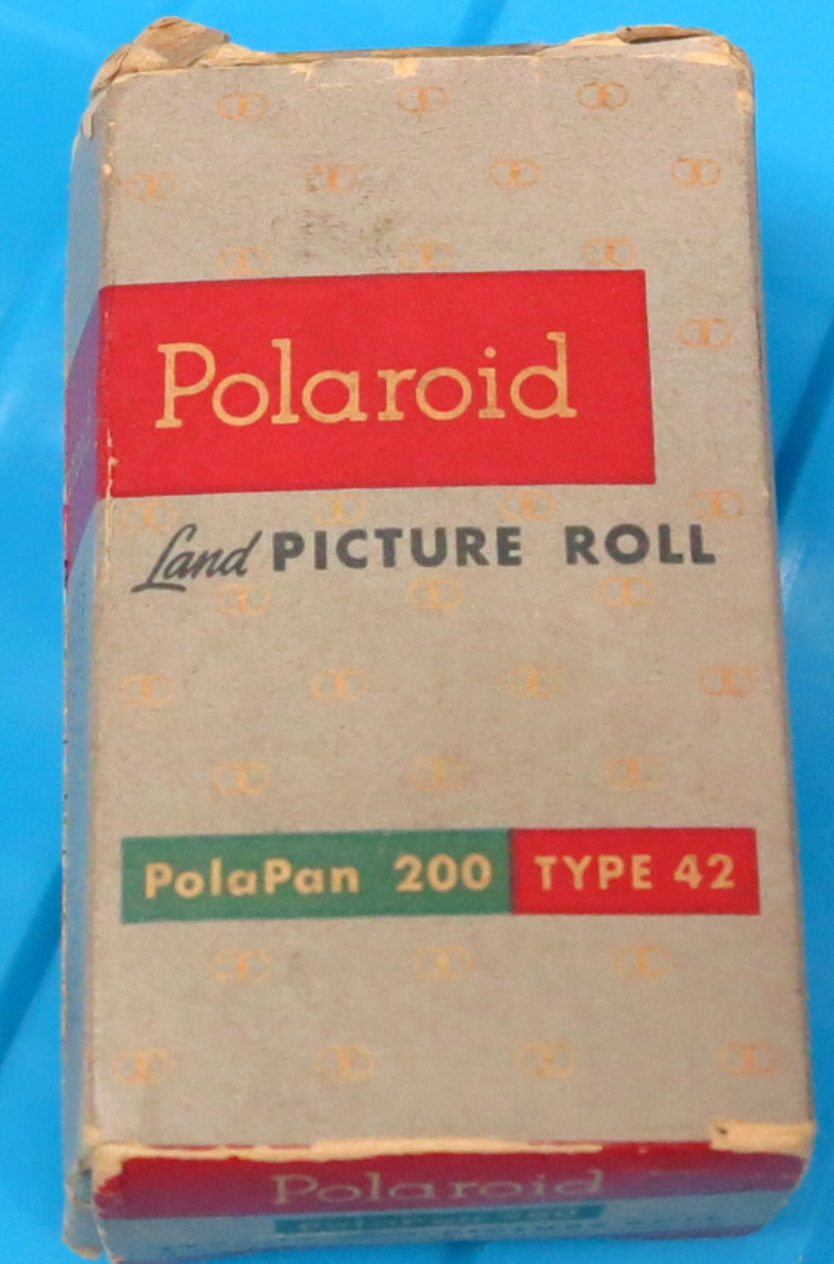 Polaroid
Land PICTURE ROLL
PolaPan 200 TYPE 42
Polaroid